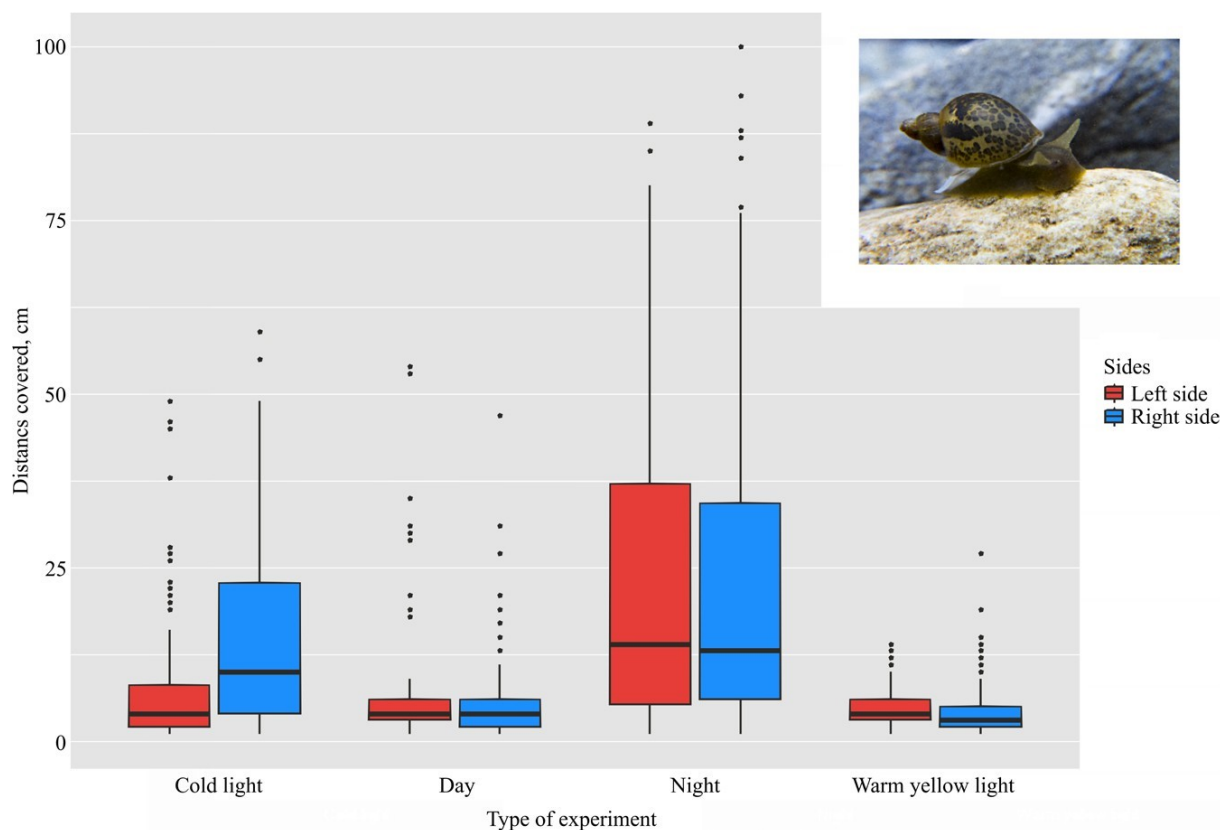 100
75
50
25
0
Distancs covered, cm
Cold light
Day
Night
Warm yellow light
Type of experiment
Sides
Left side
Right side